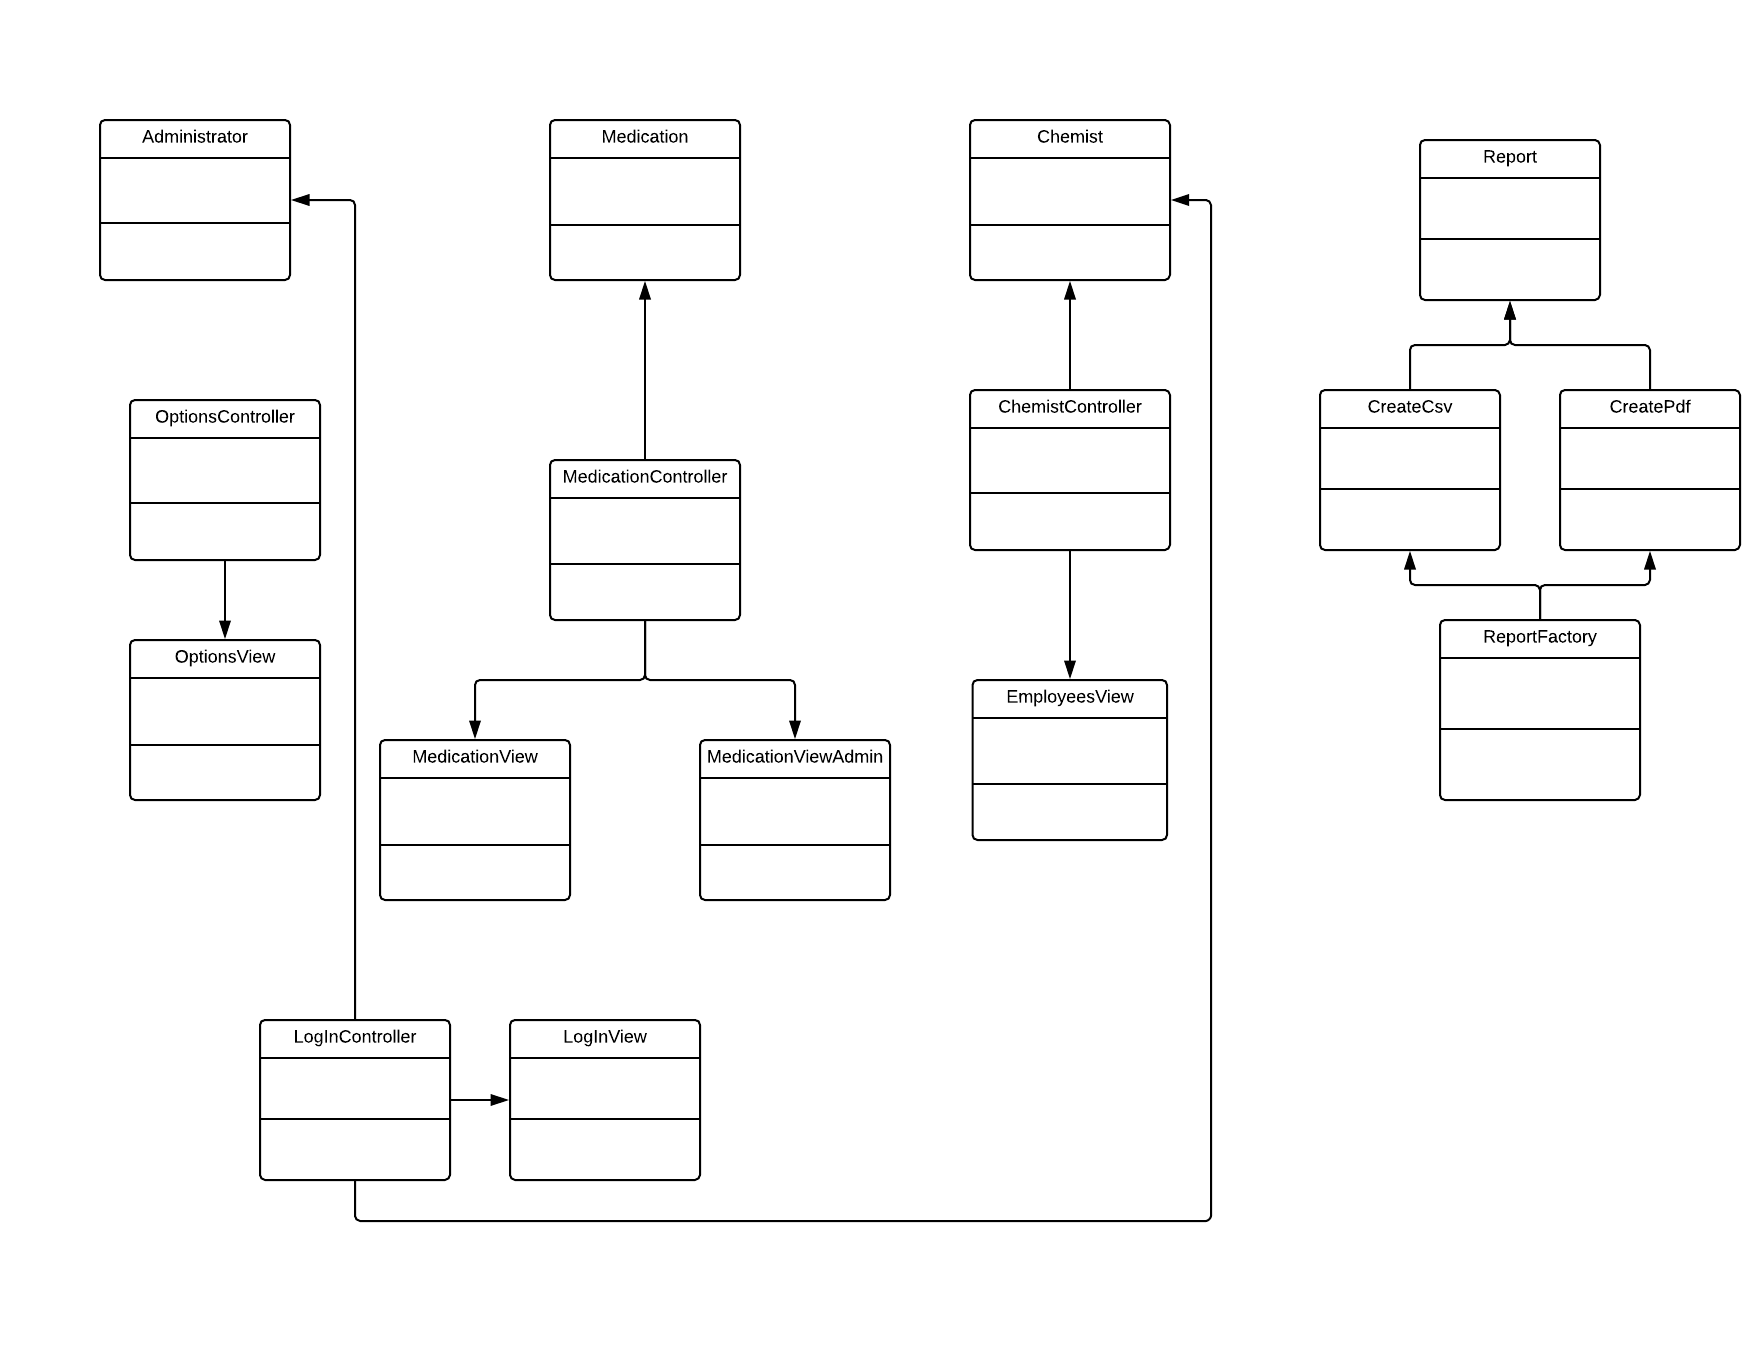 Administrator
Medication
Chemist
Report
OptionsController
ChemistController
CreateCsv
CreatePdf
MedicationController
OptionsView
ReportFactory
EmployeesView
MedicationView
MedicationViewAdmin
LogInController
LogInView